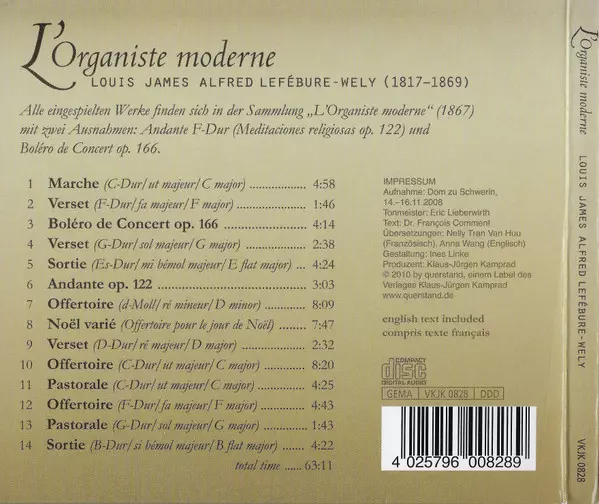 L'Organiste moderne
LOUIS JAMES ALFRED LEFÉBURE-WELY (1817–1869)
Alle eingespielten Werke finden sich in der Sammlung „L'Organiste moderne“ (1867)
mit zwei Ausnahmen: Andante F-Dur (Meditaciones religiosas op. 122) und
Boléro de Concert op. 166.
1 Marche (C-Dur/ut majeur/C major) .................. 4:58
2 Verset (F-Dur/fa majeur/F major) .................. 1:46
3 Boléro de Concert op. 166 .......................... 4:14
4 Verset (G-Dur/sol majeur/G major) ............... 2:38
5 Sortie (Es-Dur/mi bémol majeur/E flat major) ... 4:24
6 Andante op. 122 ...................................... 3:03
7 Offertoire (d-Moll/ré mineur/D minor) .......... 8:09
8 Noël varié (Offertoire pour le jour de Noël) ...... 7:47
9 Verset (D-Dur/ré majeur/D major) ................ 2:32
10 Offertoire (C-Dur/ut majeur/C major) ............ 8:20
11 Pastorale (C-Dur/ut majeur/C major) ............. 4:25
12 Offertoire (F-Dur/fa majeur/F major) ............ 4:43
13 Pastorale (G-Dur/sol majeur/G major) ............ 1:43
14 Sortie (B-Dur/si bémol majeur/B flat major) ...... 4:22
total time ...... 63:11
IMPRESSUM
Aufnahme: Dom zu Schwerin,
14.-16.11.2008
Tonmeister: Eric Lieberwirth
Text: Dr. François Comment
Übersetzungen: Nelly Tran Van Huu
(Französisch), Anna Wang (Englisch)
Gestaltung: Ines Linke
Produzent: Klaus-Jürgen Kamprad
© 2010 by querstand, einem Label des
Verlages Klaus-Jürgen Kamprad
www.querstand.de
english text included
compris texte français
COMPACT
disc
DIGITAL AUDIO
GEMA VKJK 0828 DDD
4 025796 008289
L'Organiste moderne
LOUIS JAMES ALFRED LEFÉBURE-WELY
VKJK 0828